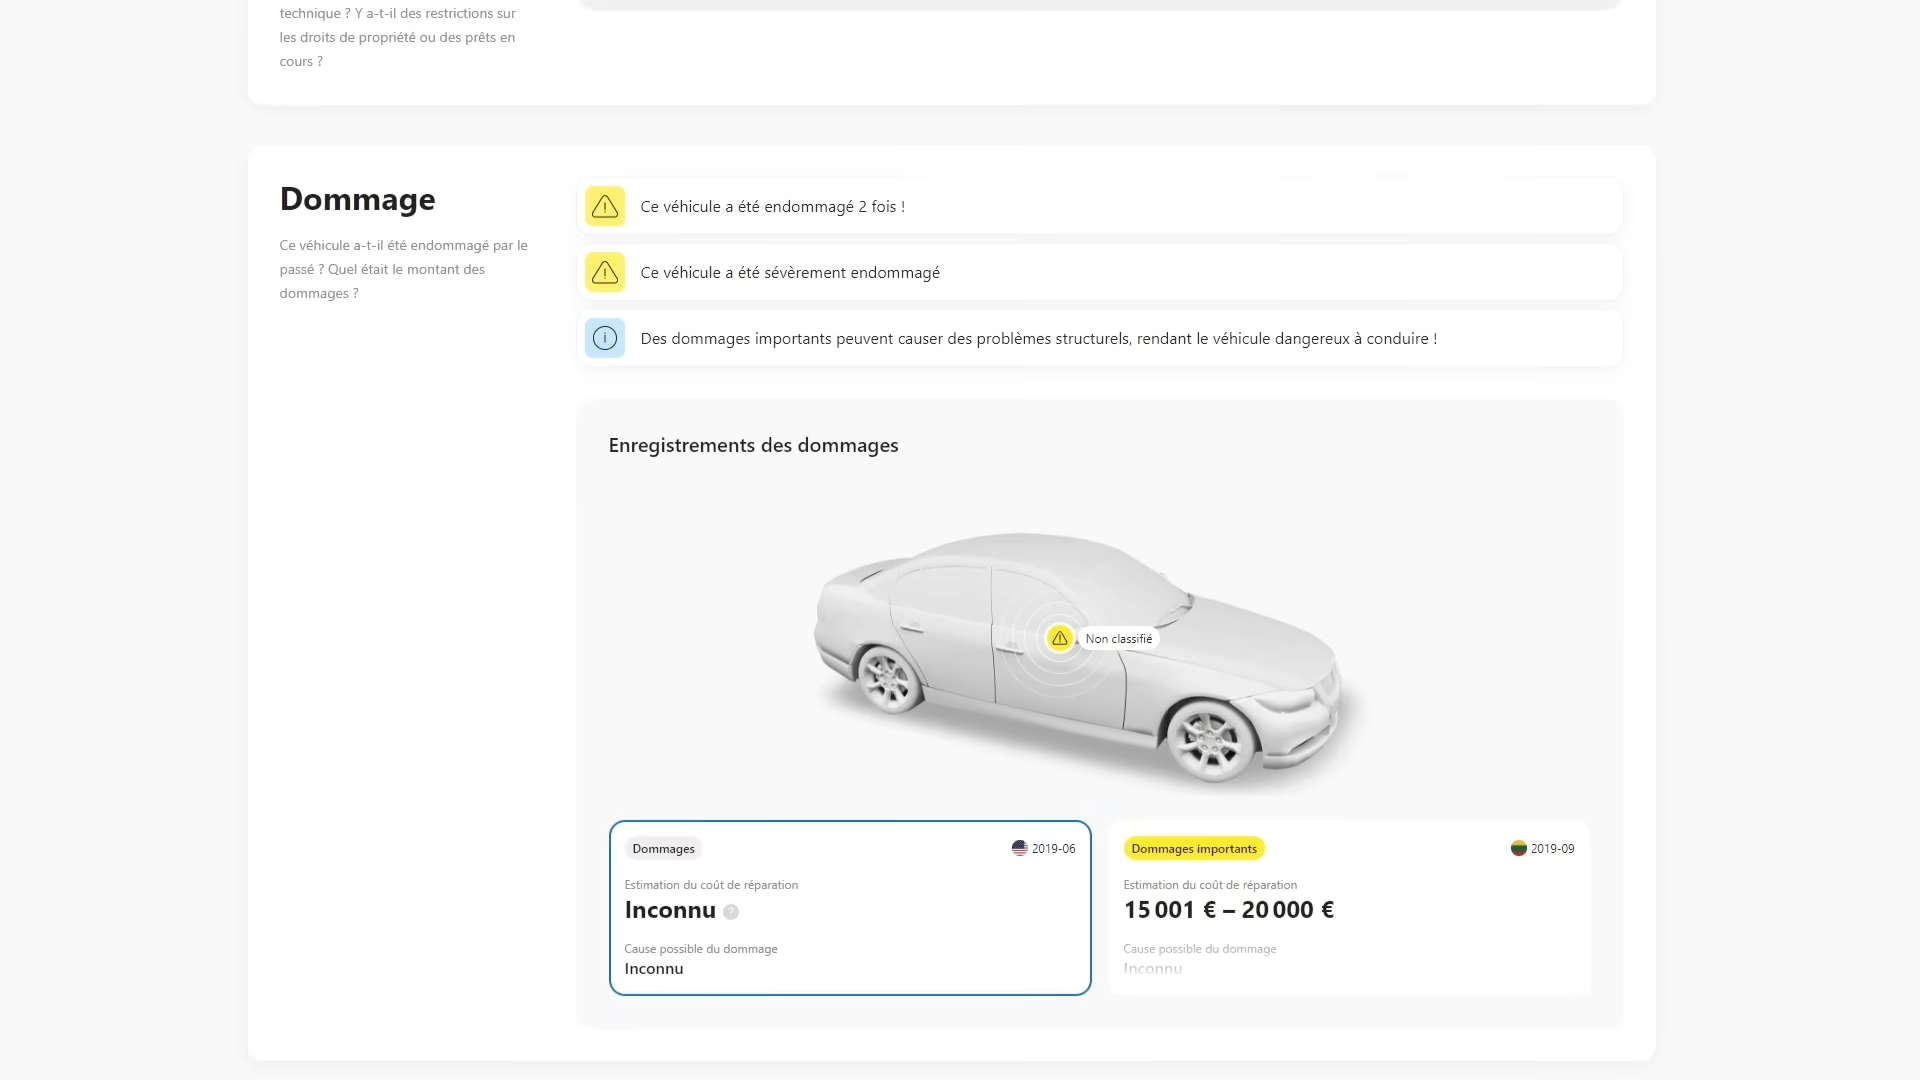 technique ? Y a-t-il des restrictions sur
les droits de propriété ou des prêts en
cours ?
Dommage
Ce véhicule a-t-il été endommagé par le
passé ? Quel était le montant des
dommages ?
Ce véhicule a été endommagé 2 fois !
Ce véhicule a été sévèrement endommagé
Des dommages importants peuvent causer des problèmes structurels, rendant le véhicule dangereux à conduire !
Enregistrements des dommages
Non classifié
Dommages
2019-06
Estimation du coût de réparation
Inconnu ?
Cause possible du dommage
Inconnu
Dommages importants
2019-09
Estimation du coût de réparation
15 001 € – 20 000 €
Cause possible du dommage
Inconnu